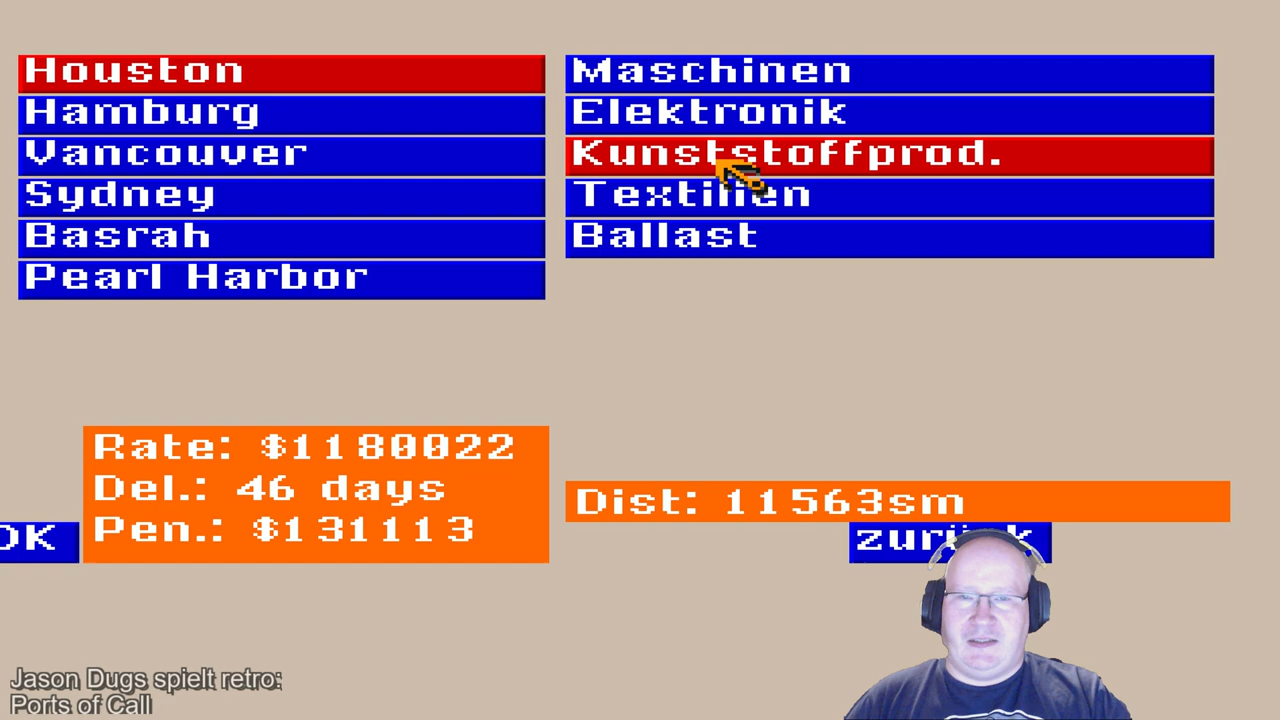 Houston
Hamburg
Vancouver
Sydney
Basrah
Pearl Harbor
Maschinen
Elektronik
Kunststoffprod.
Textilien
Ballast
Rate: $1180022
Del.: 46 days
Pen.: $131113
Dist: 11563sm
OK
zurück
Jason Dugs spielt retro:
Ports of Call